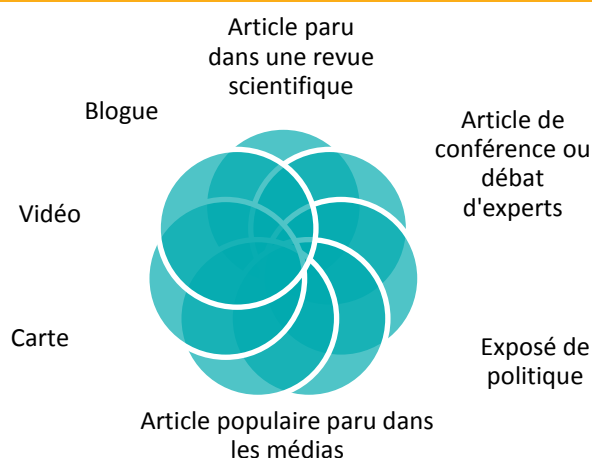 Article paru
dans une revue
scientifique
Blogue
Article de
conférence ou
débat
d'experts
Vidéo
Carte
Exposé de
politique
Article populaire paru dans
les médias